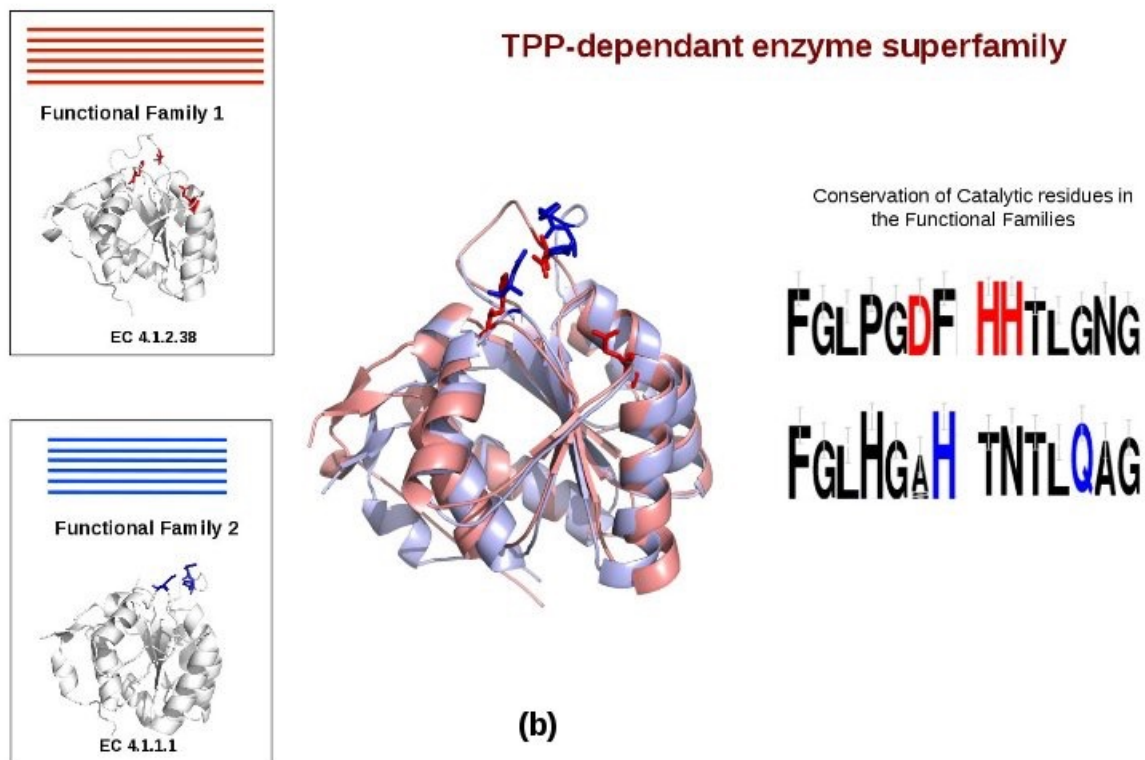 TPP-dependant enzyme superfamily
Functional Family 1
EC 4.1.2.38
Functional Family 2
EC 4.1.1.1
Conservation of Catalytic residues in
the Functional Families
FGLPGDF HHTLGNG
FGLHGAH TNTLQAG
(b)